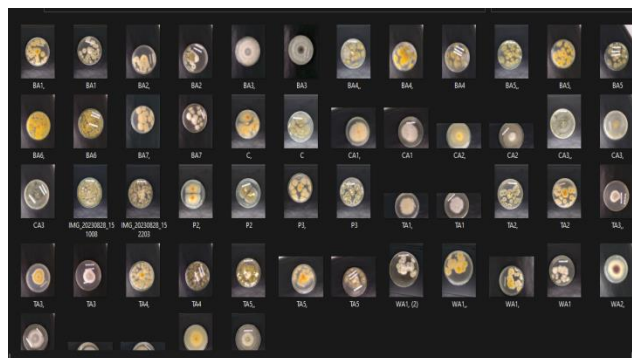 BA1,
BA1
BA2,
BA2
BA3,
BA3
BA4,,
BA4,
BA4
BA5,,
BA5,
BA5
BA6,
BA6
BA7,
BA7
C,
C
CA1,
CA1
CA2,
CA2
CA3,,
CA3,
CA3
IMG_20230828_15
1008
IMG_20230828_15
2203
P2,
P2
P3,
P3
TA1,
TA1
TA2,
TA2
TA3,,
TA3,
TA3
TA4,
TA4
TA5,,
TA5,
TA5
WA1, (2)
WA1,,
WA1,
WA1
WA2,